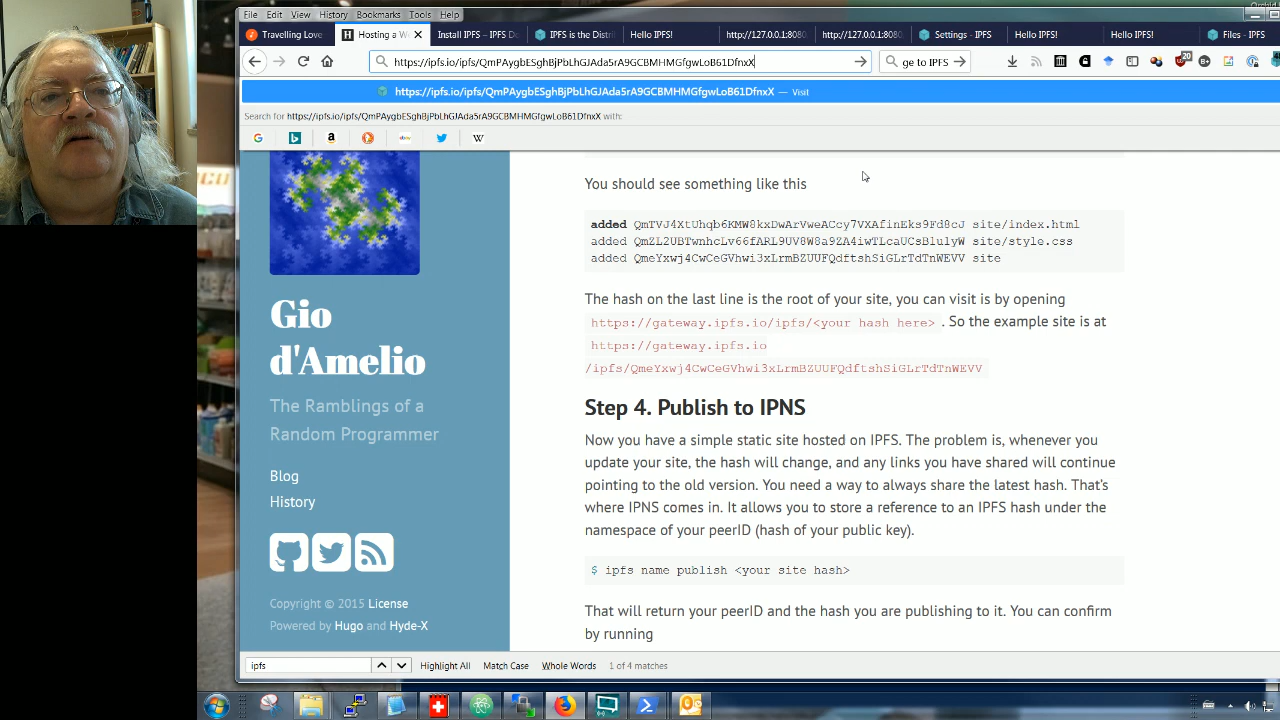 File Edit View History Bookmarks Tools Help
Travelling Love
Hosting a W
Install IPFS – IPFS Do
IPFS is the Distri
Hello IPFS!
http://127.0.0.1:8080
http://127.0.0.1:8080
Settings - IPFS
Hello IPFS!
Hello IPFS!
Files - IPFS
https://ipfs.io/ipfs/QmPAygbESghBjPbLhGJAda5rA9GCBMHMGfgwLoB61DfnxX
ge to IPFS
20
https://ipfs.io/ipfs/QmPAygbESghBjPbLhGJAda5rA9GCBMHMGfgwLoB61DfnxX — Visit
Search for https://ipfs.io/ipfs/QmPAygbESghBjPbLhGJAda5rA9GCBMHMGfgwLoB61DfnxX with:
You should see something like this
added QmTVJ4XtUhqb6KMW8kxDwArVweACcy7VXAfinEks9Fd8cJ site/index.html
added QmZL2UBTwnhcLv66fARL9UV8W8a9ZA4iwTLcaUCsB1u1yW site/style.css
added QmeYxwj4CwCeGVhwi3xLrmBZUUFQdftshSiGLrTdTnWEVV site
The hash on the last line is the root of your site, you can visit is by opening
https://gateway.ipfs.io/ipfs/<your hash here> . So the example site is at
https://gateway.ipfs.io
/ipfs/QmeYxwj4CwCeGVhwi3xLrmBZUUFQdftshSiGLrTdTnWEVV
Step 4. Publish to IPNS
Now you have a simple static site hosted on IPFS. The problem is, whenever you
update your site, the hash will change, and any links you have shared will continue
pointing to the old version. You need a way to always share the latest hash. That's
where IPNS comes in. It allows you to store a reference to an IPFS hash under the
namespace of your peerID (hash of your public key).
$ ipfs name publish <your site hash>
That will return your peerID and the hash you are publishing to it. You can confirm
by running
Gio
d'Amelio
The Ramblings of a
Random Programmer
Blog
History
Copyright © 2015 License
Powered by Hugo and Hyde-X
ipfs
Highlight All Match Case Whole Words 1 of 4 matches